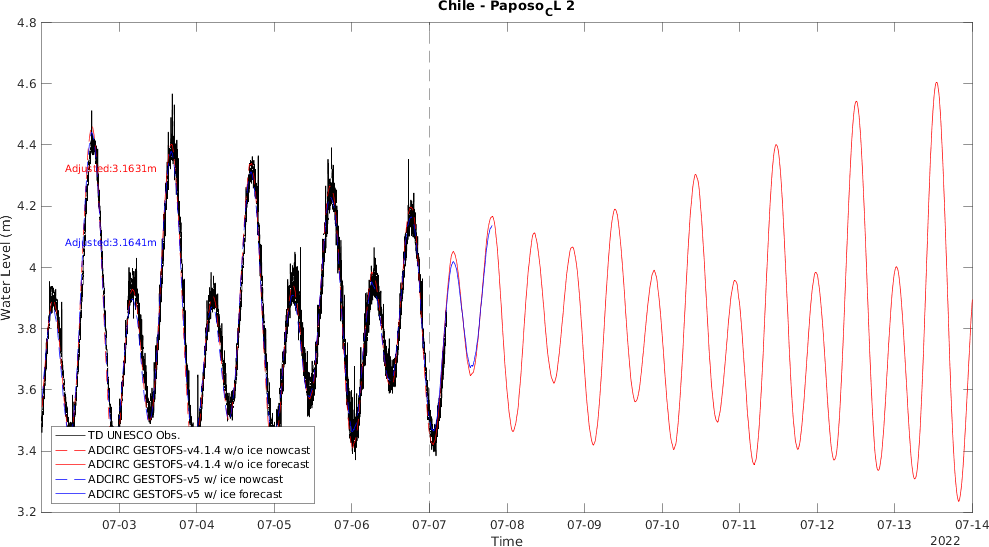 Chile - PaposoCL 2
4.8
4.6
4.4
4.2
4
3.8
3.6
3.4
3.2
Water Level (m)
Adjusted:3.1631m
Adjusted:3.1641m
TD UNESCO Obs.
ADCIRC GESTOFS-v4.1.4 w/o ice nowcast
ADCIRC GESTOFS-v4.1.4 w/o ice forecast
ADCIRC GESTOFS-v5 w/ ice nowcast
ADCIRC GESTOFS-v5 w/ ice forecast
07-03 07-04 07-05 07-06 07-07 07-08 07-09 07-10 07-11 07-12 07-13 07-14
Time
2022